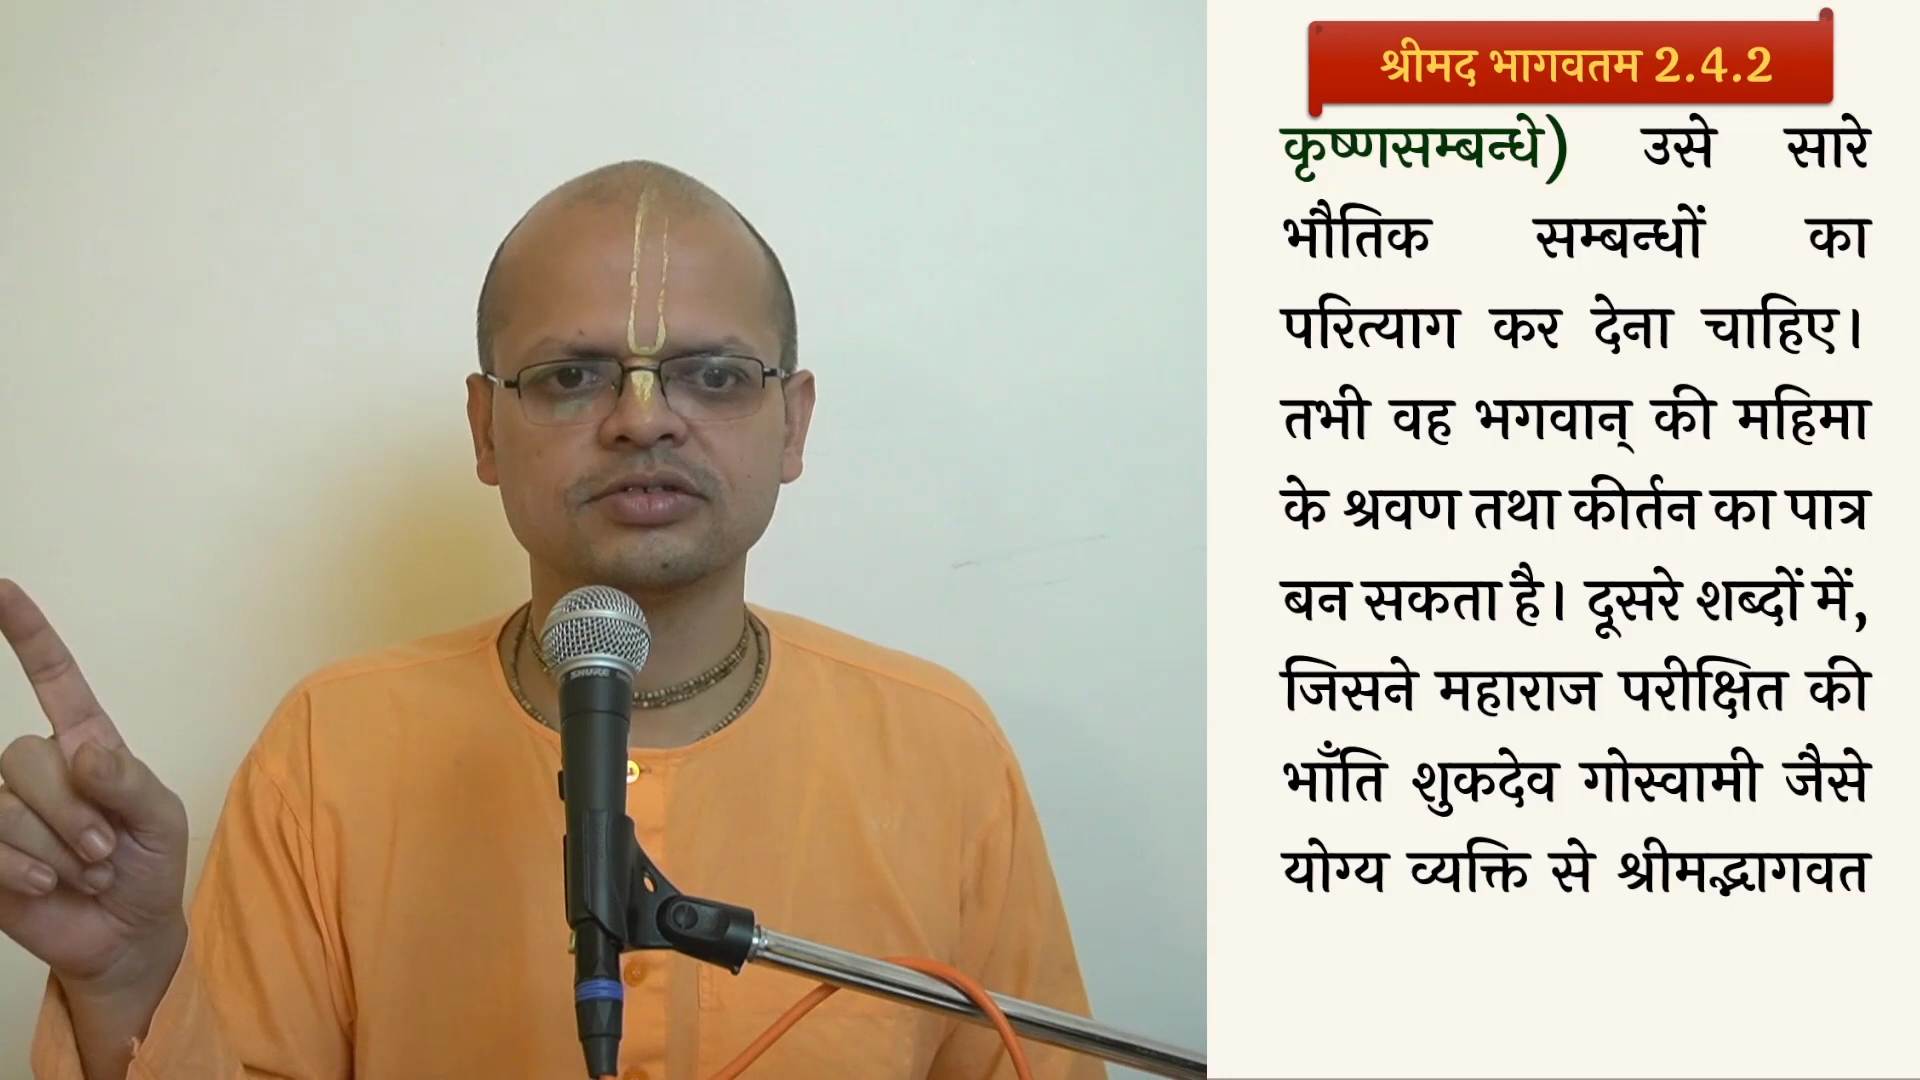 श्रीमद भागवतम 2.4.2
कृष्णसम्बन्धे) उसे सारे
भौतिक सम्बन्धों का
परित्याग कर देना चाहिए।
तभी वह भगवान् की महिमा
के श्रवण तथा कीर्तन का पात्र
बन सकता है। दूसरे शब्दों में,
जिसने महाराज परीक्षित की
भाँति शुकदेव गोस्वामी जैसे
योग्य व्यक्ति से श्रीमद्भागवत
SHURE